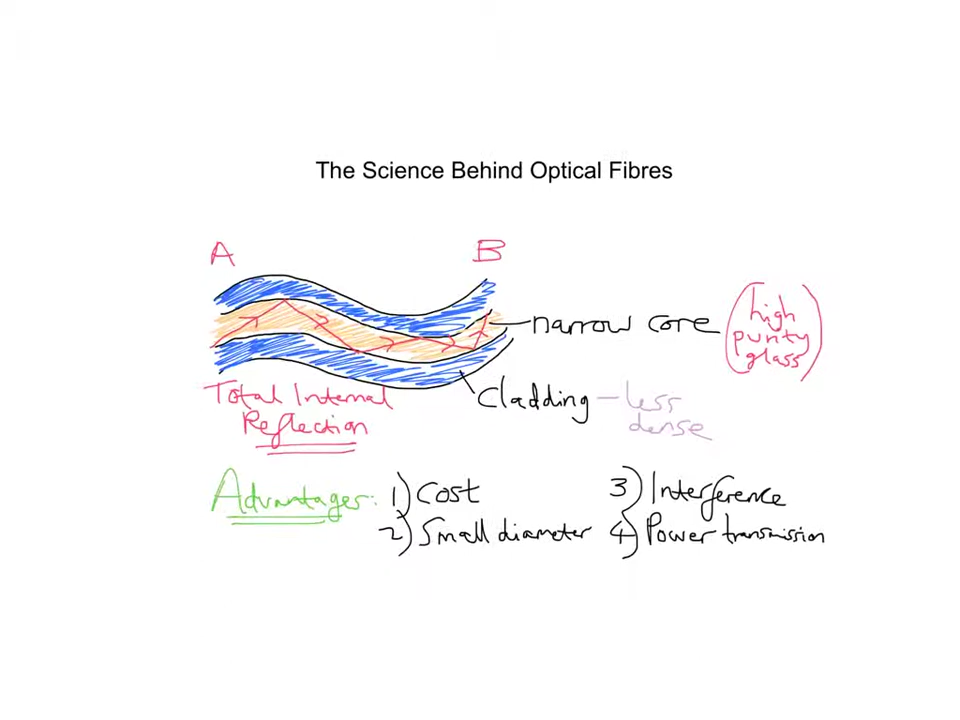 The Science Behind Optical Fibres
A
B
narrow core
high
purity
glass
Cladding - less
dense
Total Internal
Reflection
Advantages:
1) Cost
2) Small diameter
3) Interference
4) Power transmission